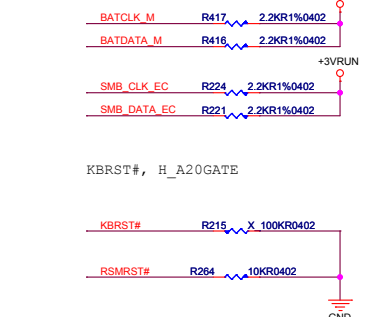 BATCLK_M R417 2.2KR1%0402
BATDATA_M R416 2.2KR1%0402
+3VRUN
SMB_CLK_EC R224 2.2KR1%0402
SMB_DATA_EC R221 2.2KR1%0402
KBRST#, H_A20GATE
KBRST# R215 X_100KR0402
RSMRST# R264 10KR0402
GND